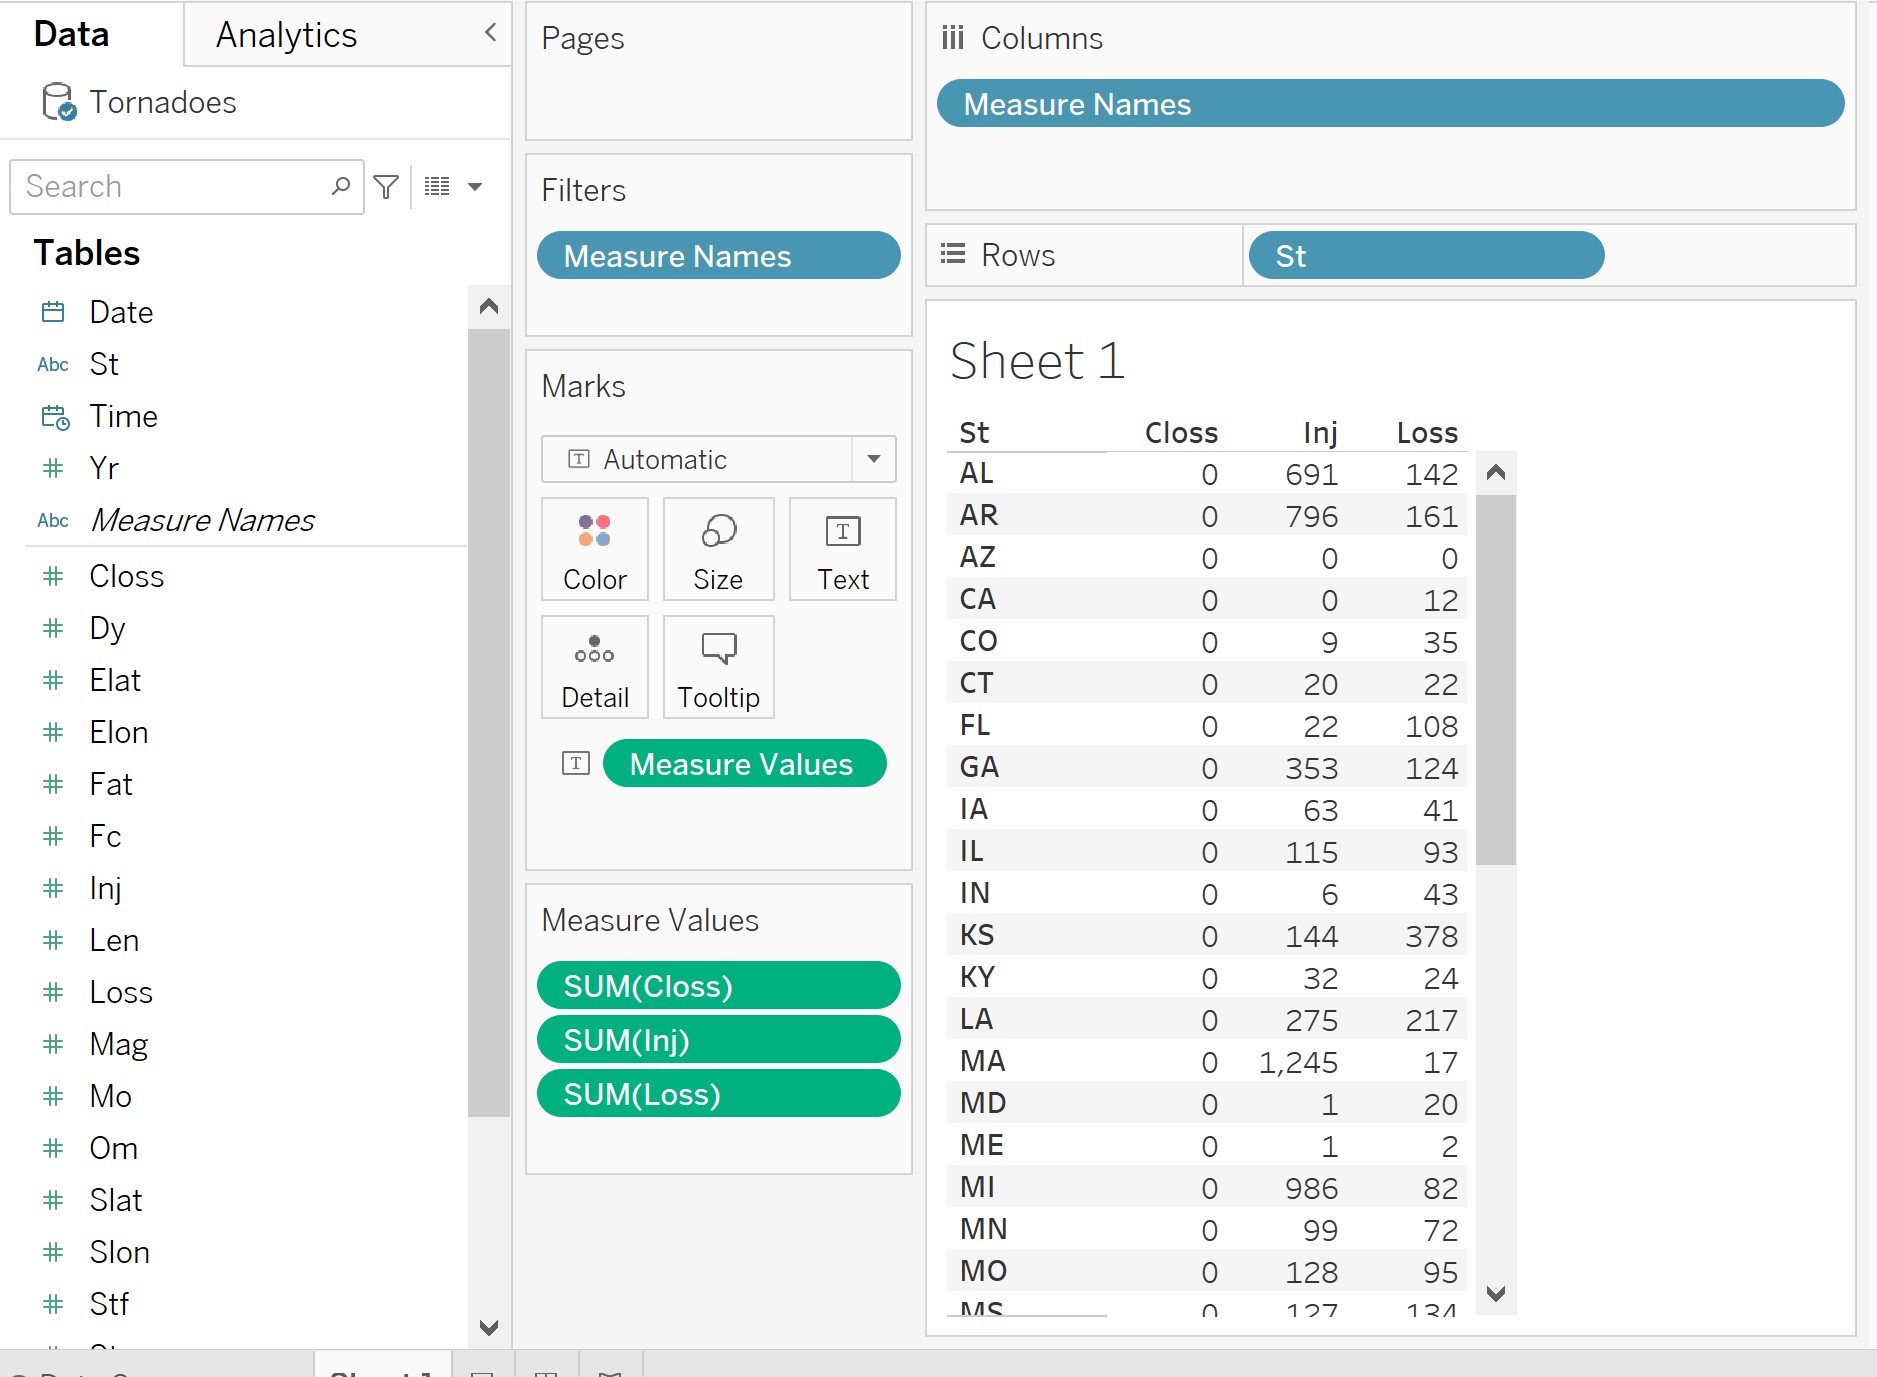 Data
Analytics
Tornadoes
Search
Tables
Date
Abc St
Time
Yr
Abc Measure Names
Closs
Dy
Elat
Elon
Fat
Fc
Inj
Len
Loss
Mag
Mo
Om
Slat
Slon
Stf
Pages
Filters
Measure Names
Marks
T Automatic
Color
Size
T
Text
Detail
Tooltip
T Measure Values
Measure Values
SUM(Closs)
SUM(Inj)
SUM(Loss)
Columns
Measure Names
Rows St
Sheet 1
St Closs Inj Loss
AL 0 691 142
AR 0 796 161
AZ 0 0 0
CA 0 0 12
CO 0 9 35
CT 0 20 22
FL 0 22 108
GA 0 353 124
IA 0 63 41
IL 0 115 93
IN 0 6 43
KS 0 144 378
KY 0 32 24
LA 0 275 217
MA 0 1,245 17
MD 0 1 20
ME 0 1 2
MI 0 986 82
MN 0 99 72
MO 0 128 95
MS 0 127 134
Sheet 1